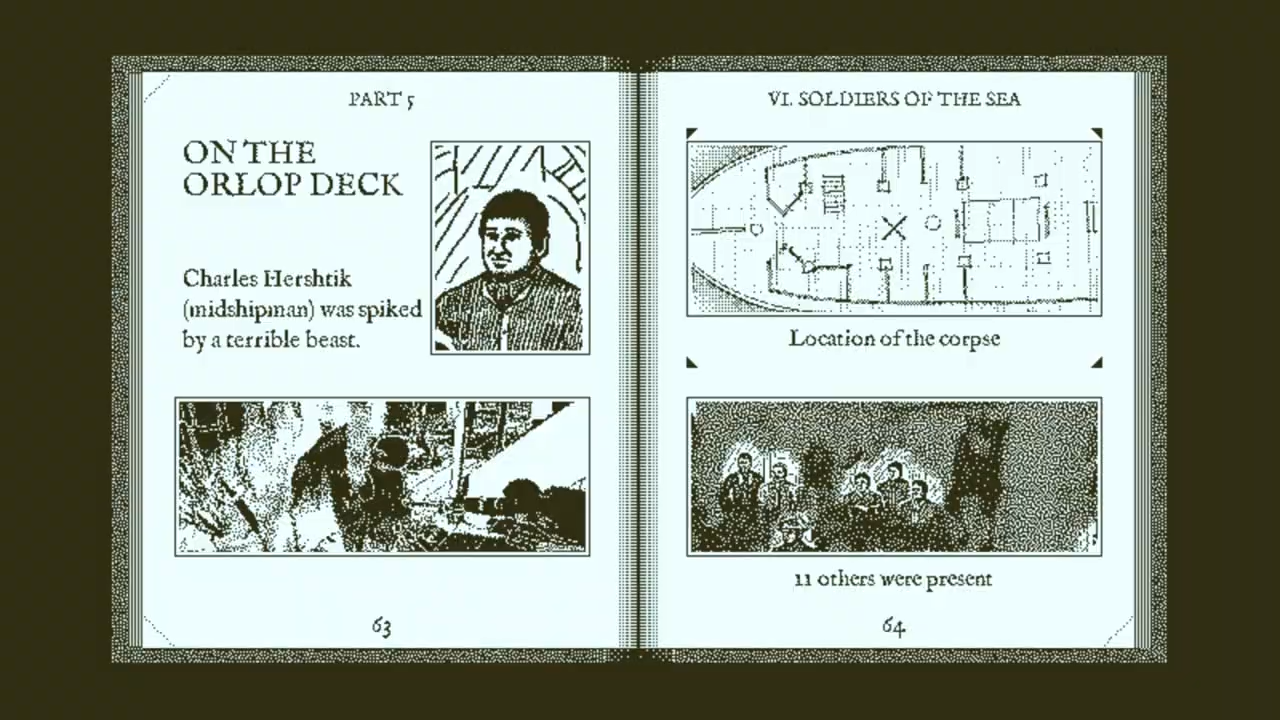 PART 5
ON THE
ORLOP DECK
Charles Hershtik
(midshipman) was spiked
by a terrible beast.
63
VI. SOLDIERS OF THE SEA
Location of the corpse
11 others were present
64